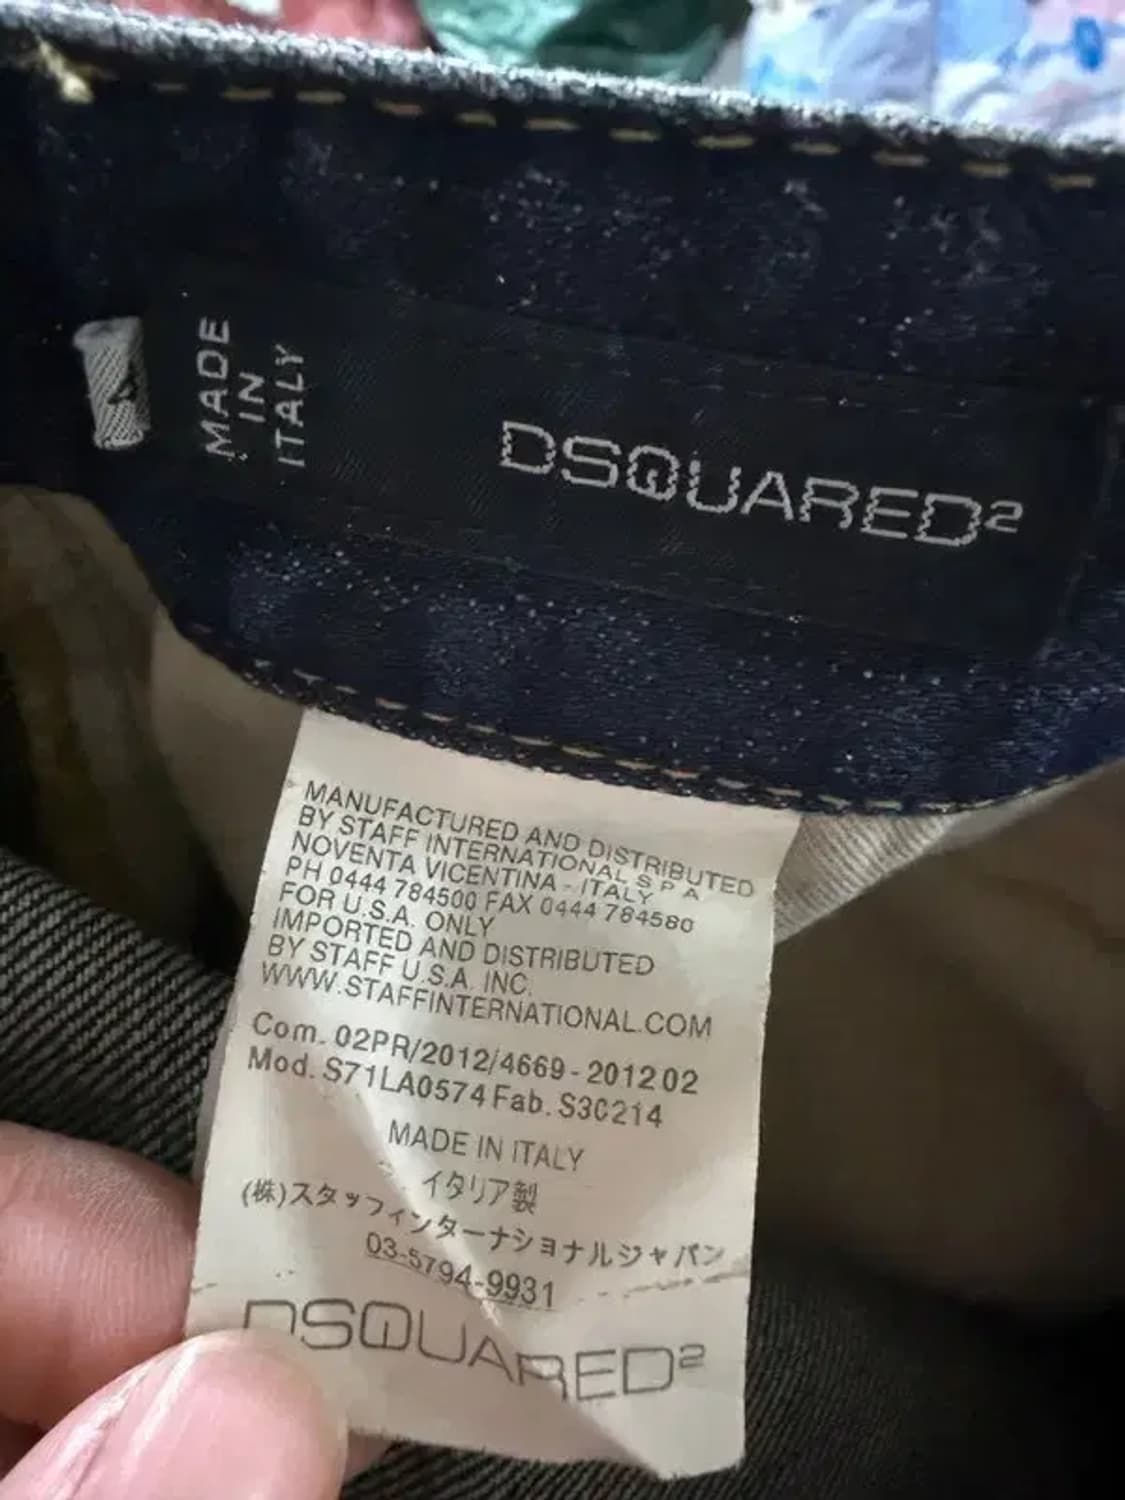 MADE
IN
ITALY
DSQUARED²
MANUFACTURED AND DISTRIBUTED
BY STAFF INTERNATIONAL S.P.A.
NOVENTA VICENTINA - ITALY
PH 0444 784500 FAX 0444 784580
FOR U.S.A. ONLY
IMPORTED AND DISTRIBUTED
BY STAFF U.S.A. INC.
WWW.STAFFINTERNATIONAL.COM
Com. 02PR/2012/4669 - 2012 02
Mod. S71LA0574 Fab. S30214
MADE IN ITALY
イタリア製
(株)スタッフインターナショナルジャパン
03-5794-9931
DSQUARED²